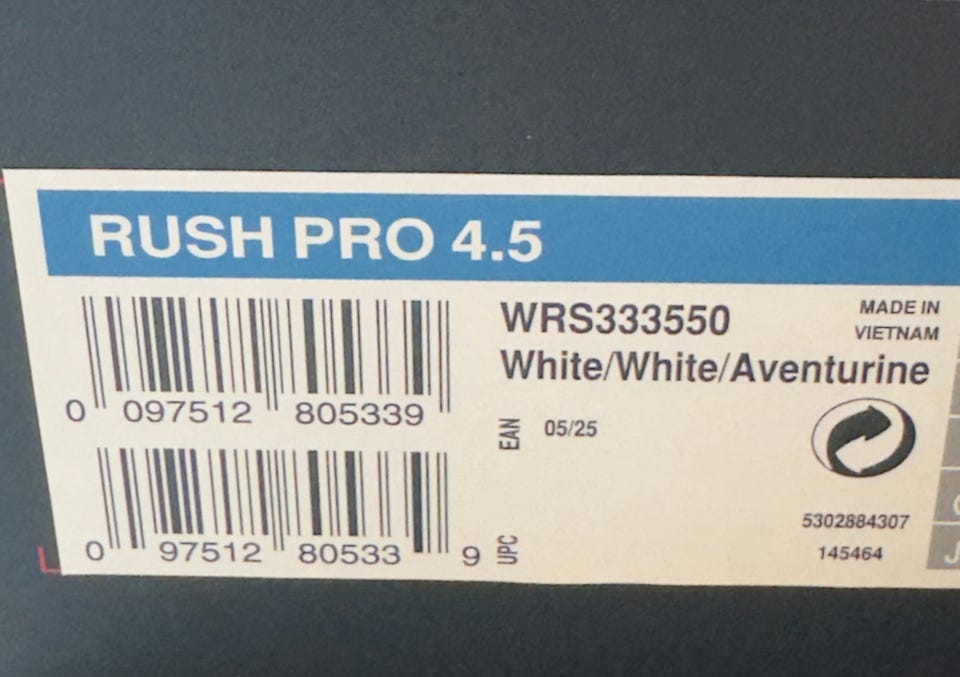 RUSH PRO 4.5
WRS333550
White/White/Aventurine
MADE IN
VIETNAM
0 097512 805339
EAN
05/25
0 97512 80533 9
UPC
5302884307
145464
J